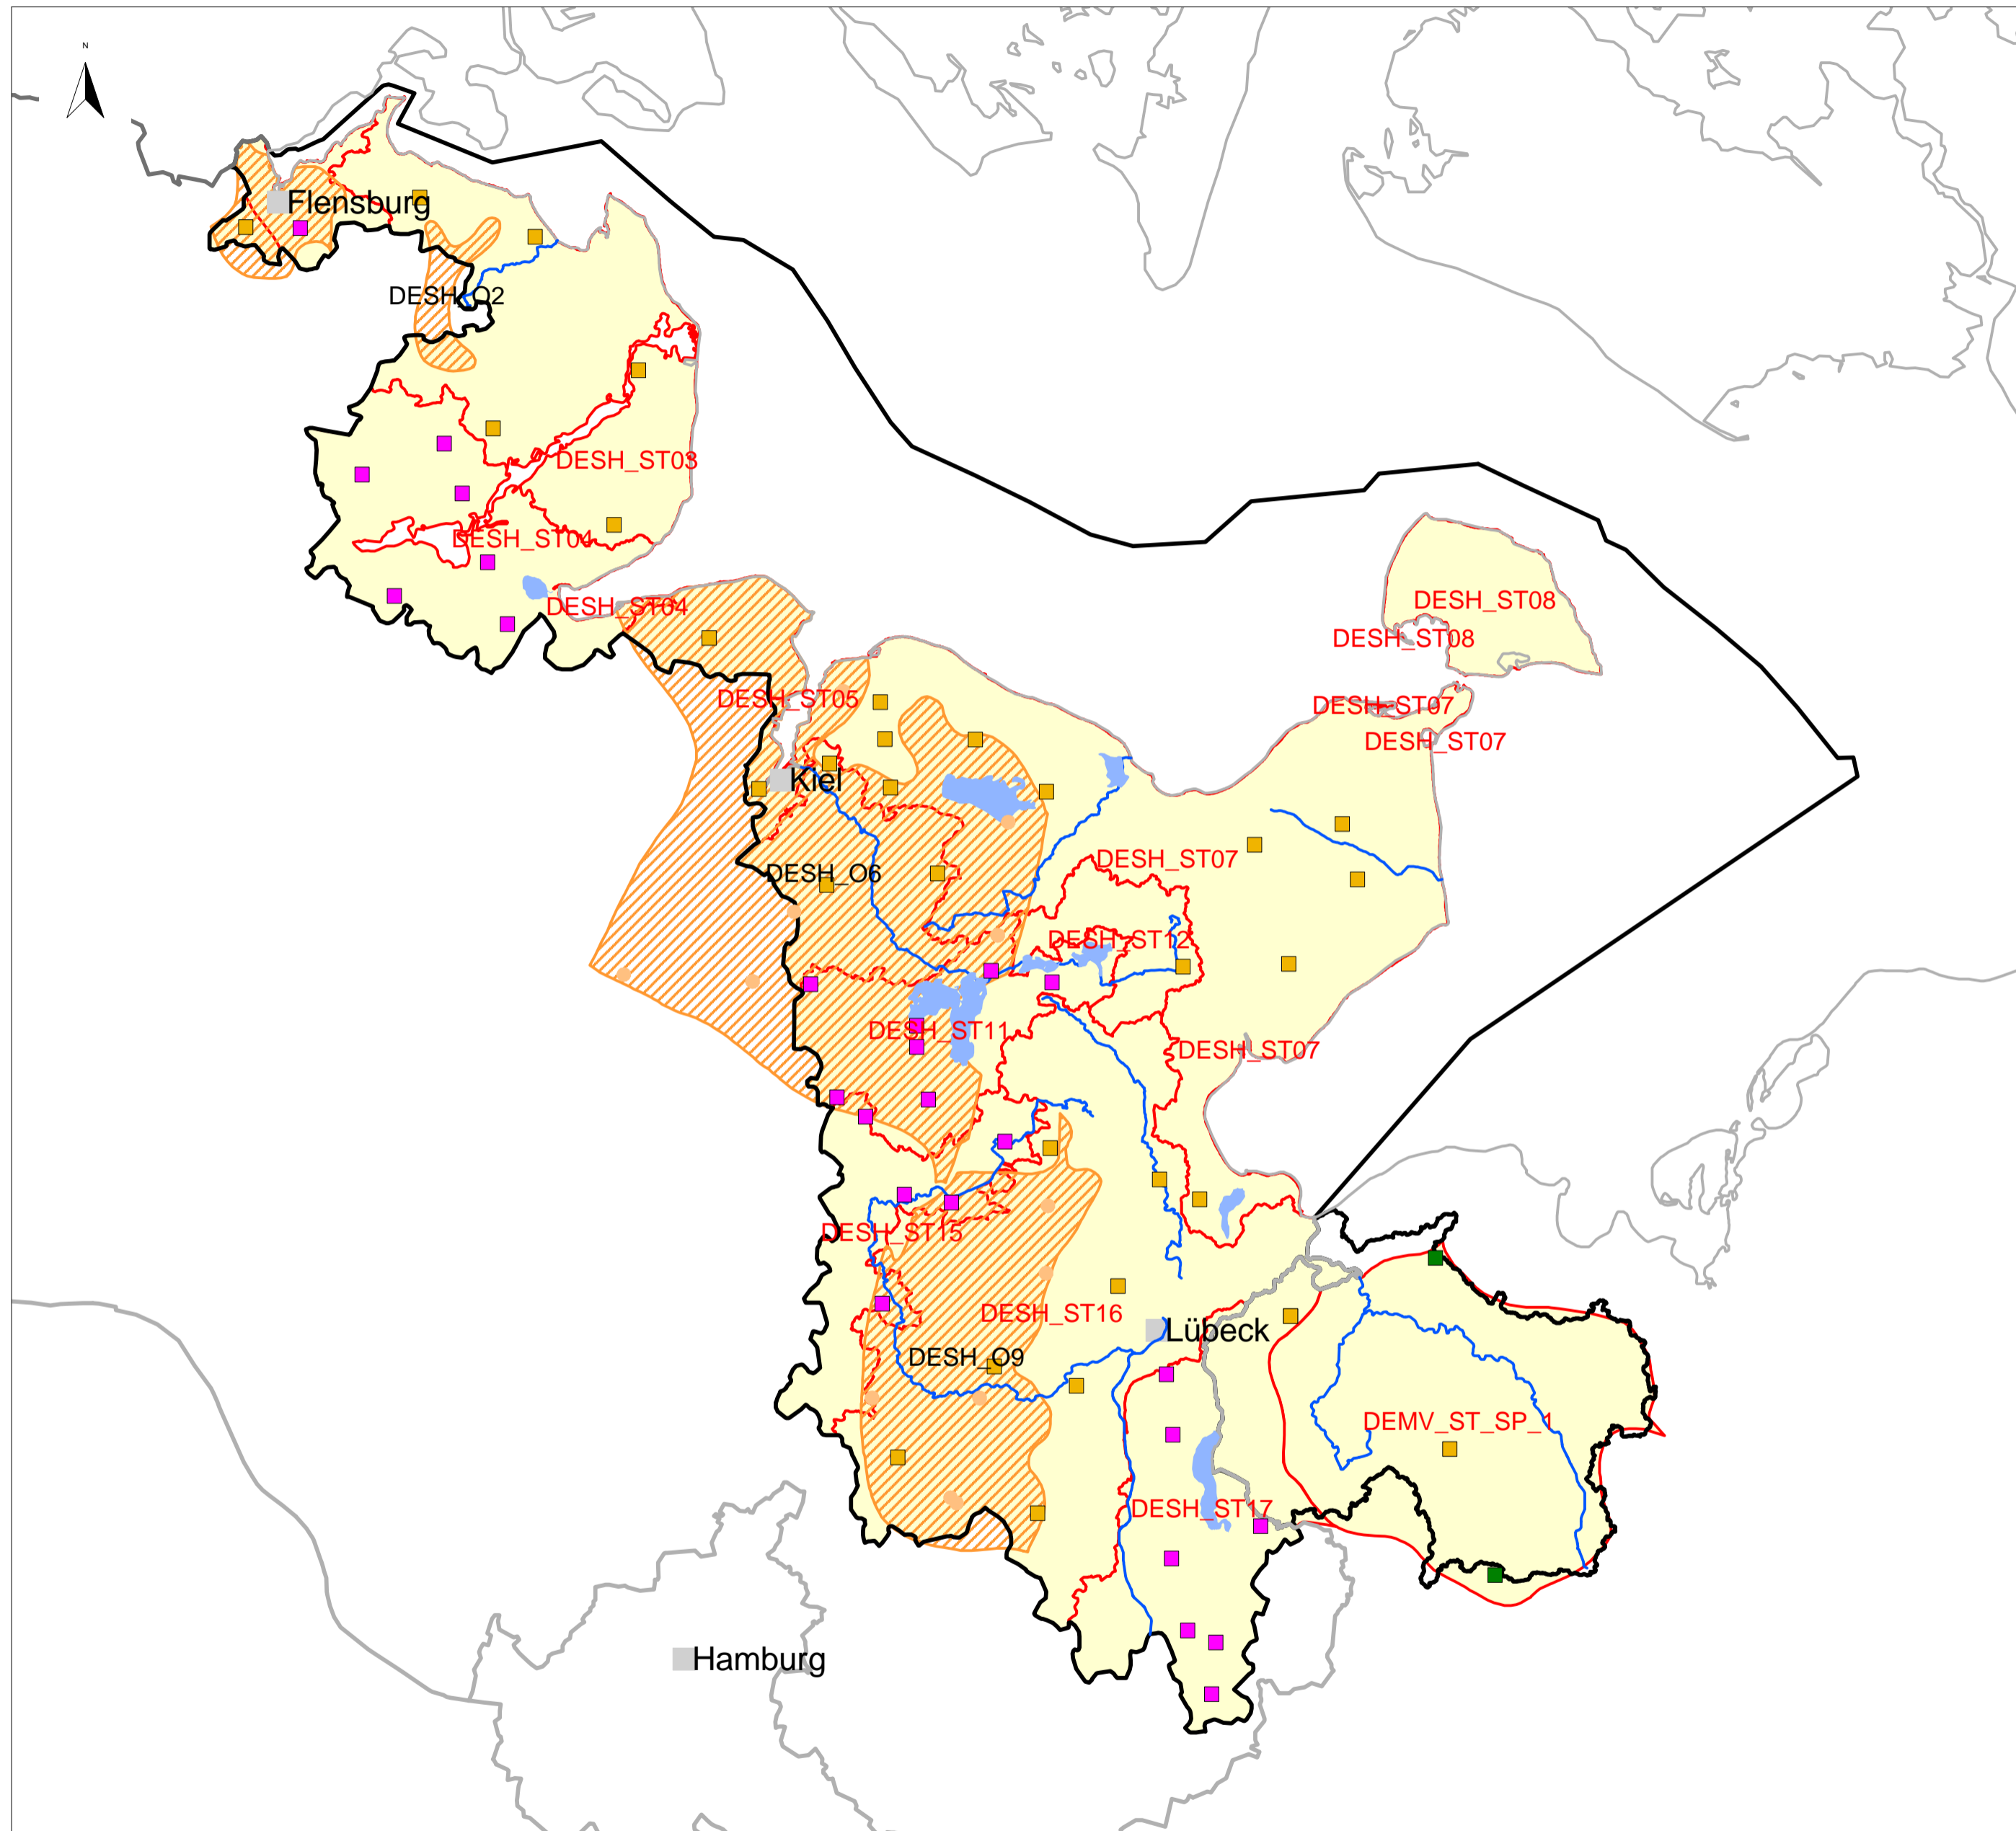 N
Flensburg
DESH_O2
DESH_ST03
DESH_ST04
DESH_ST04
DESH_ST08
DESH_ST08
DESH_ST05
DESH_ST07
DESH_ST07
Kiel
DESH_O6
DESH_ST07
DESH_ST12
DESH_ST11
DESH_ST07
DESH_ST15
DESH_ST16
Lübeck
DESH_O9
DEMV_ST_SP_1
DESH_ST17
Hamburg